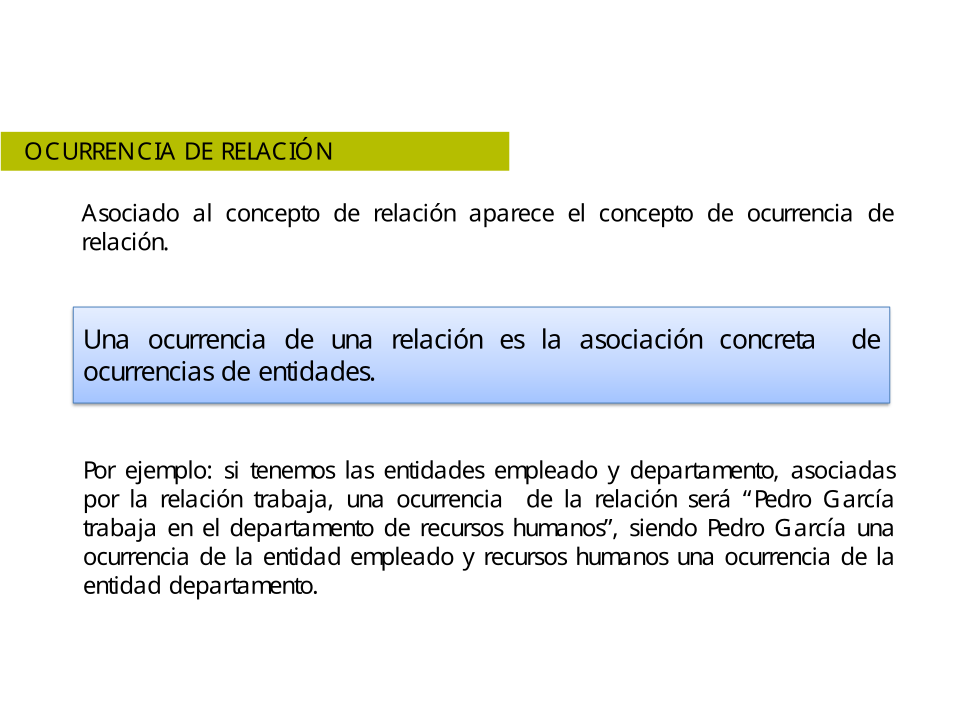 OCURRENCIA DE RELACIÓN
Asociado al concepto de relación aparece el concepto de ocurrencia de
relación.
Una ocurrencia de una relación es la asociación concreta de
ocurrencias de entidades.
Por ejemplo: si tenemos las entidades empleado y departamento, asociadas
por la relación trabaja, una ocurrencia de la relación será “Pedro García
trabaja en el departamento de recursos humanos”, siendo Pedro García una
ocurrencia de la entidad empleado y recursos humanos una ocurrencia de la
entidad departamento.